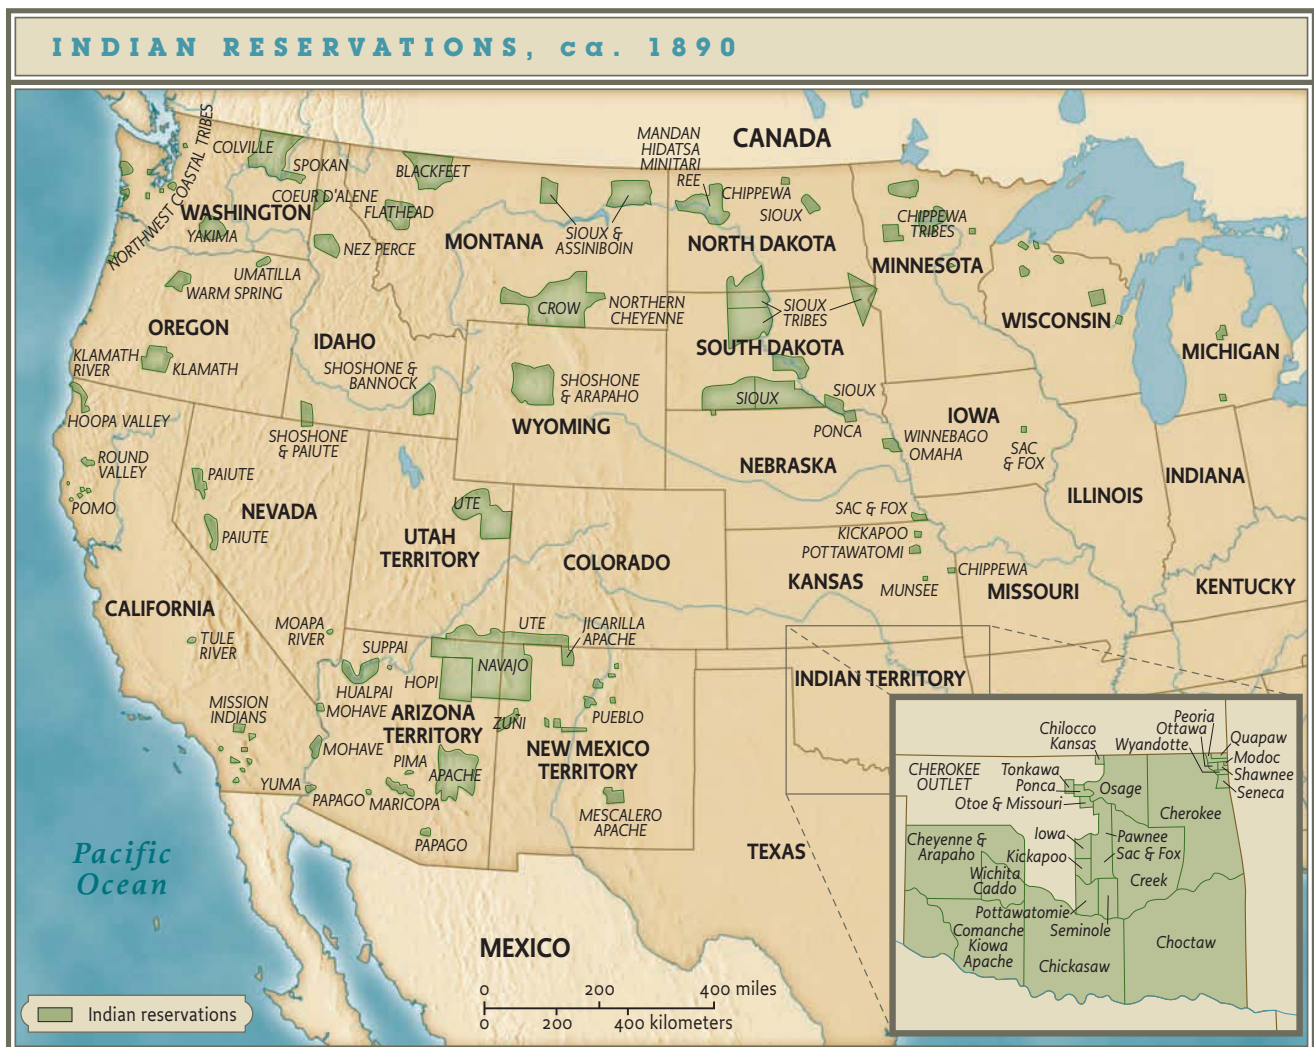 INDIAN RESERVATIONS, ca. 1890
CANADA
NORTHWEST COASTAL TRIBES
COLVILLE
SPOKAN
COEUR D'ALENE
WASHINGTON
YAKIMA
BLACKFEET
FLATHEAD
NEZ PERCE
MONTANA
SIOUX &
ASSINIBOIN
MANDAN
HIDATSA
MINITARI
REE
CHIPPEWA
SIOUX
NORTH DAKOTA
CHIPPEWA
TRIBES
MINNESOTA
UMATILLA
WARM SPRING
OREGON
IDAHO
CROW
NORTHERN
CHEYENNE
SIOUX
TRIBES
SOUTH DAKOTA
WISCONSIN
MICHIGAN
KLAMATH
RIVER
KLAMATH
SHOSHONE &
BANNOCK
SHOSHONE
& ARAPAHO
WYOMING
SIOUX
SIOUX
PONCA
HOOPA VALLEY
SHOSHONE
& PAIUTE
IOWA
WINNEBAGO
OMAHA
SAC
& FOX
ROUND
VALLEY
POMO
PAIUTE
NEVADA
PAIUTE
NEBRASKA
ILLINOIS
INDIANA
UTE
UTAH
TERRITORY
COLORADO
SAC & FOX
KICKAPOO
POTTAWATOMI
KANSAS
MUNSEE
CHIPPEWA
MISSOURI
KENTUCKY
CALIFORNIA
TULE
RIVER
MOAPA
RIVER
SUPPAI
UTE
JICARILLA
APACHE
NAVAJO
HOPI
HUALPAI
MOHAVE
ARIZONA
TERRITORY
ZUNI
PUEBLO
INDIAN TERRITORY
MISSION
INDIANS
MOHAVE
PIMA
APACHE
NEW MEXICO
TERRITORY
YUMA
PAPAGO
MARICOPA
PAPAGO
MESCALERO
APACHE
TEXAS
Pacific
Ocean
MEXICO
0 200 400 miles
0 200 400 kilometers
Indian reservations
Chilocco
Kansas
Peoria
Ottawa
Wyandotte
Quapaw
Modoc
Shawnee
Seneca
CHEROKEE
OUTLET
Tonkawa
Ponca
Otoe & Missouri
Osage
Cherokee
Cheyenne &
Arapaho
Iowa
Kickapoo
Pawnee
Sac & Fox
Wichita
Caddo
Creek
Pottawatomie
Seminole
Comanche
Kiowa
Apache
Chickasaw
Choctaw